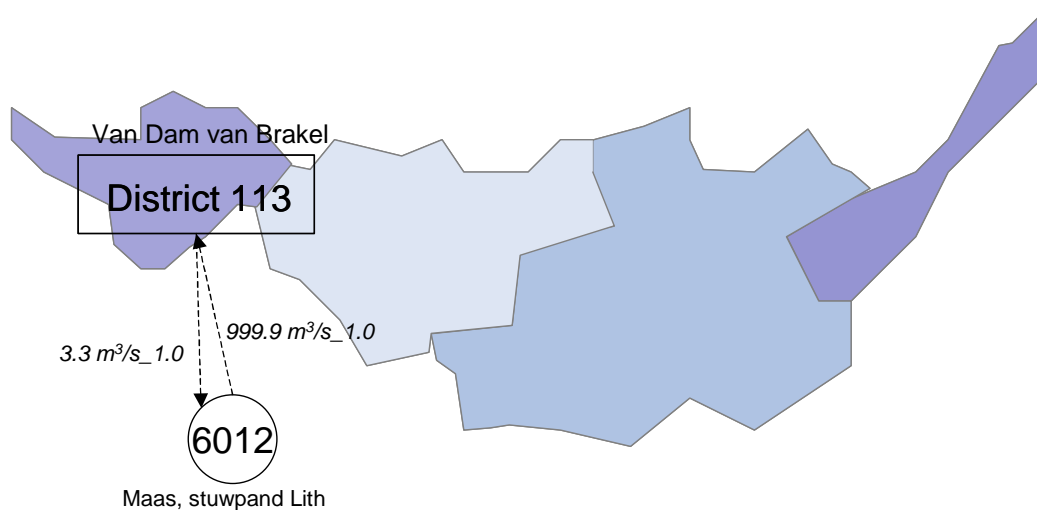 Van Dam van Brakel
District 113
999.9 m³/s_1.0
3.3 m³/s_1.0
6012
Maas, stuwpand Lith